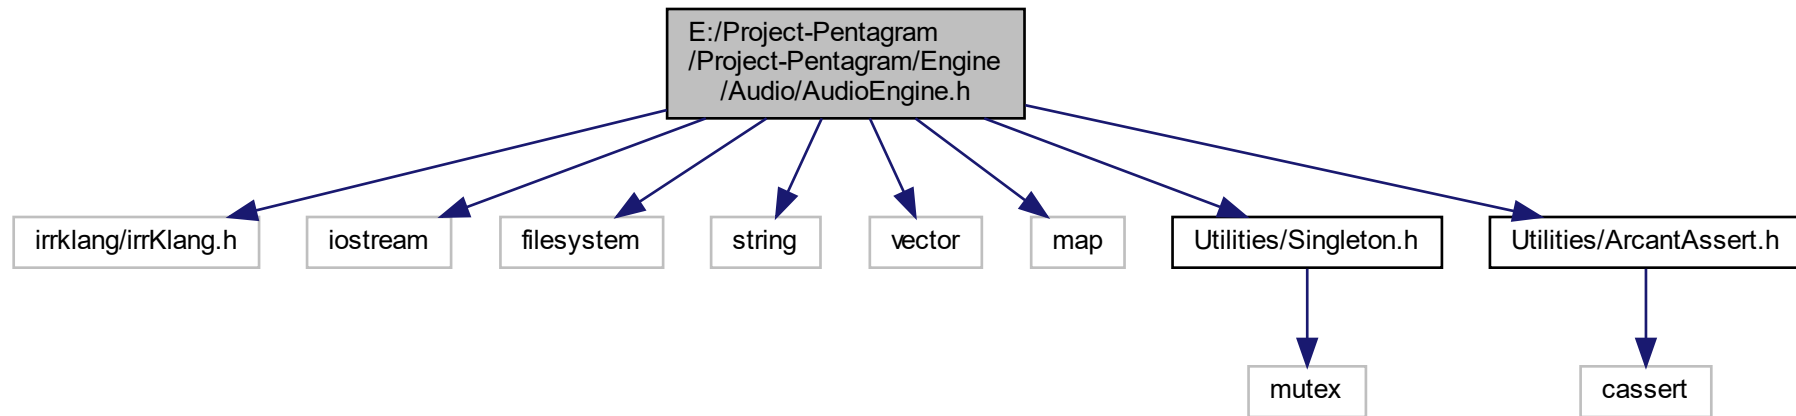 E:/Project-Pentagram
/Project-Pentagram/Engine
/Audio/AudioEngine.h
irrklang/irrKlang.h
iostream
filesystem
string
vector
map
Utilities/Singleton.h
Utilities/ArcantAssert.h
mutex
cassert